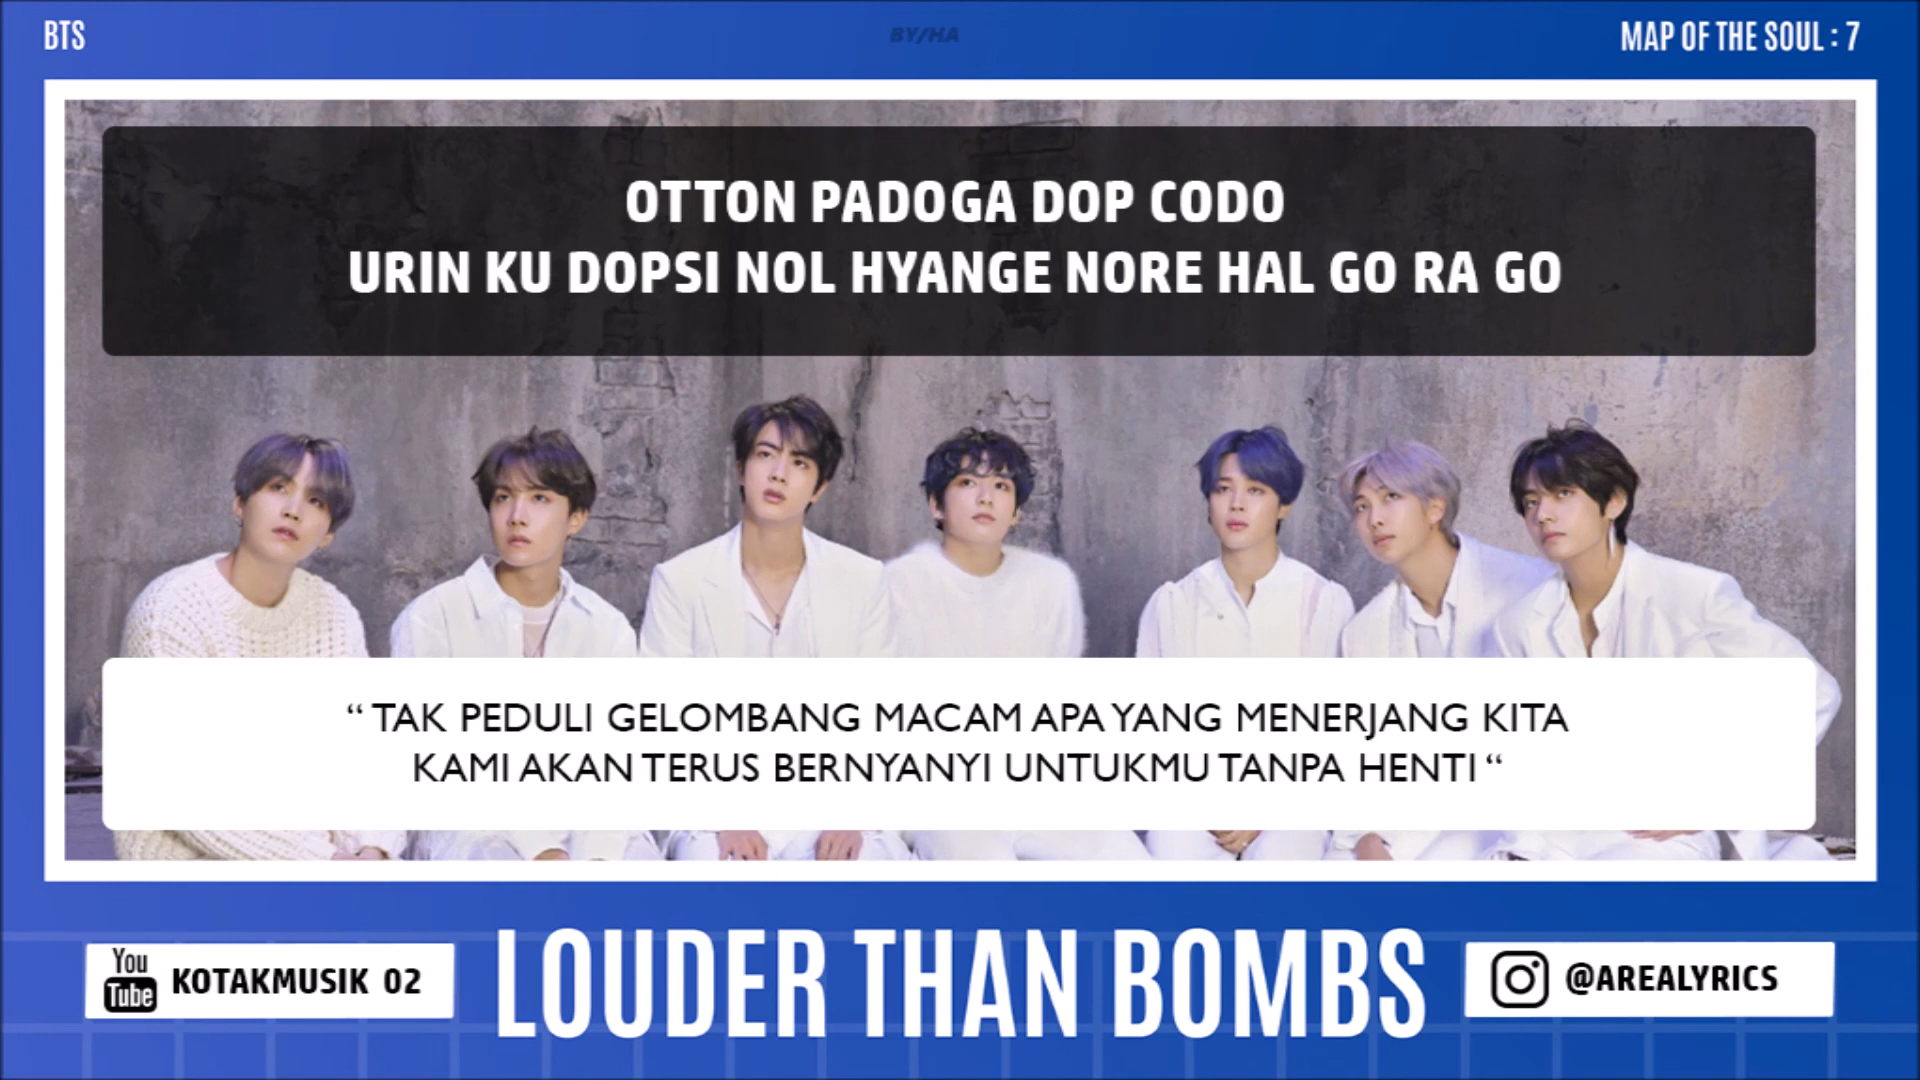 BTS
BY/HA
MAP OF THE SOUL : 7
OTTON PADOGA DOP CODO
URIN KU DOPSI NOL HYANGE NORE HAL GO RA GO
“ TAK PEDULI GELOMBANG MACAM APA YANG MENERJANG KITA
KAMI AKAN TERUS BERNYANYI UNTUKMU TANPA HENTI “
You
Tube
KOTAKMUSIK 02
LOUDER THAN BOMBS
@AREALYRICS